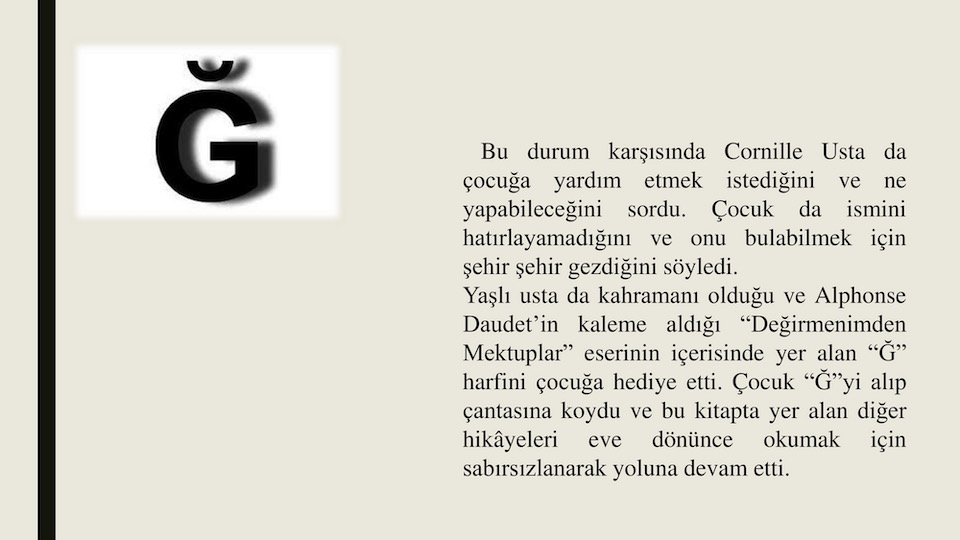 Ğ
Bu durum karşısında Cornille Usta da
çocuğa yardım etmek istediğini ve ne
yapabileceğini sordu. Çocuk da ismini
hatırlayamadığını ve onu bulabilmek için
şehir şehir gezdiğini söyledi.
Yaşlı usta da kahramanı olduğu ve Alphonse
Daudet’in kaleme aldığı “Değirmenimden
Mektuplar” eserinin içerisinde yer alan “Ğ”
harfini çocuğa hediye etti. Çocuk “Ğ”yi alıp
çantasına koydu ve bu kitapta yer alan diğer
hikâyeleri eve dönünce okumak için
sabırsızlanarak yoluna devam etti.